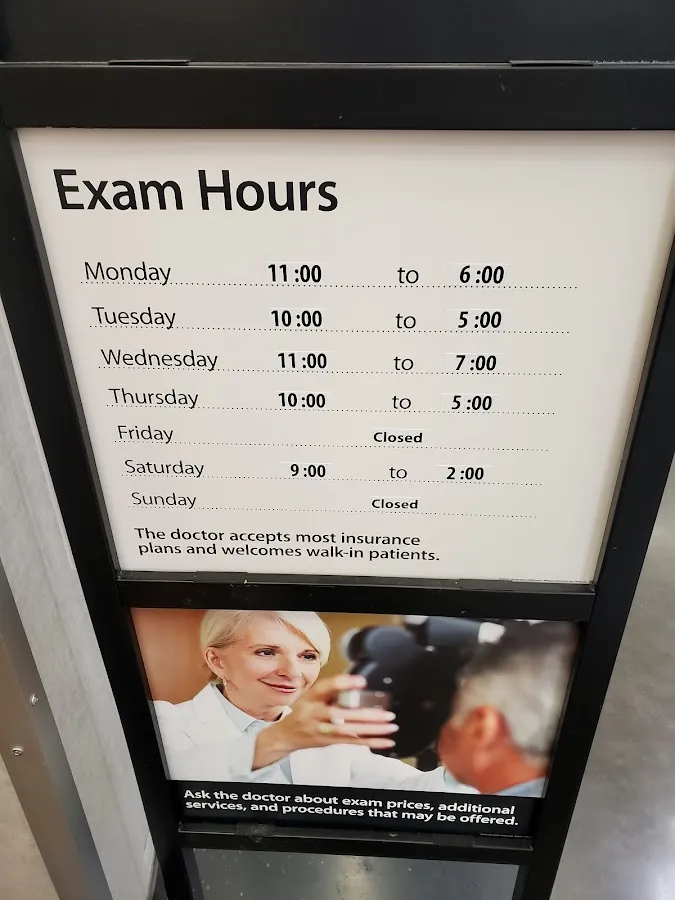 Exam Hours
Monday 11:00 to 6:00
Tuesday 10:00 to 5:00
Wednesday 11:00 to 7:00
Thursday 10:00 to 5:00
Friday Closed
Saturday 9:00 to 2:00
Sunday Closed
The doctor accepts most insurance
plans and welcomes walk-in patients.
Ask the doctor about exam prices, additional
services, and procedures that may be offered.